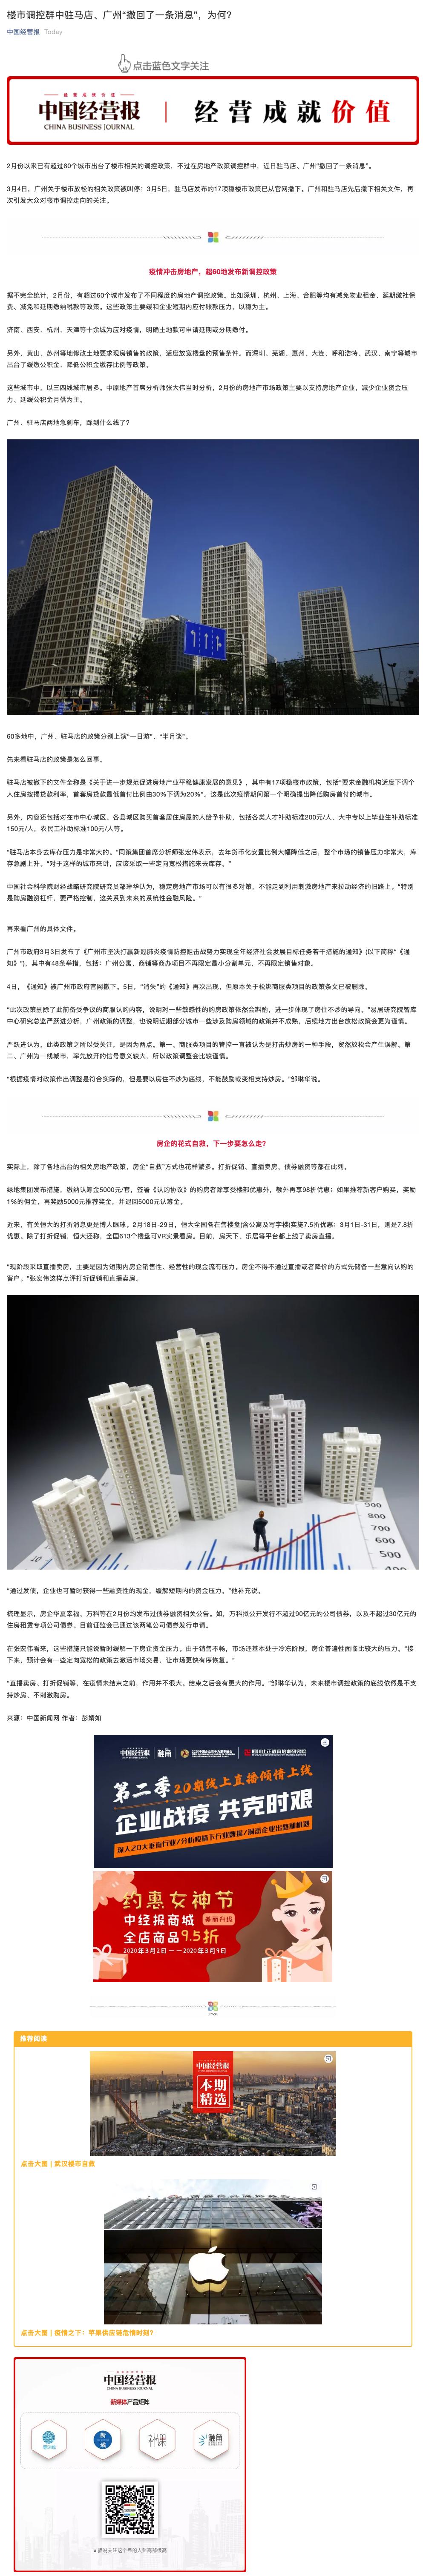 楼市调控群中驻马店、广州“撤回了一条消息”，为何?
中国经营报 Today
点击蓝色文字关注
中国经营报
CHINA BUSINESS JOURNAL
经营成就价值
2月份以来已有超过60个城市出台了楼市相关的调控政策，不过在房地产政策调控群中，近日驻马店、广州“撤回了一条消息”。
3月4日，广州关于楼市放松的相关政策被叫停；3月5日，驻马店发布的17项稳楼市政策已从官网撤下。广州和驻马店先后撤下相关文件，再
次引发大众对楼市调控走向的关注。
疫情冲击房地产，超60地发布新调控政策
据不完全统计，2月份，有超过60个城市发布了不同程度的房地产调控政策。比如深圳、杭州、上海、合肥等均有减免物业租金、延期缴社保
费、减免和延期缴纳税款等政策。这些政策主要缓和企业短期内应付账款压力，以稳为主。
济南、西安、杭州、天津等十余城为应对疫情，明确土地款可申请延期或分期缴付。
另外，黄山、苏州等地修改土地要求现房销售的政策，适度放宽楼盘的预售条件。而深圳、芜湖、惠州、大连、呼和浩特、武汉、南宁等城市
出台了缓缴公积金、降低公积金缴存比例等政策。
这些城市中，以三四线城市居多。中原地产首席分析师张大伟当时分析，2月份的房地产市场政策主要以支持房地产企业，减少企业资金压
力、延缓公积金月供为主。
广州、驻马店两地急刹车，踩到什么线了?
60多地中，广州、驻马店的政策分别上演“一日游”、“半月谈”。
先来看驻马店的政策是怎么回事。
驻马店被撤下的文件全称是《关于进一步规范促进房地产业平稳健康发展的意见》，其中有17项稳楼市政策，包括“要求金融机构适度下调个
人住房按揭贷款利率，首套房贷款最低首付比例由30%下调为20%”。这是此次疫情期间第一个明确提出降低购房首付的城市。
另外，内容还包括对在市中心城区、各县城区购买首套居住房屋的人给予补助，包括各类人才补助标准200元/人、大中专以上毕业生补助标准
150元/人、农民工补助标准100元/人等。
“驻马店本身去库存压力是非常大的。”同策集团首席分析师张宏伟表示，去年货币化安置比例大幅降低之后，整个市场的销售压力非常大，库
存急剧上升。“对于这样的城市来讲，应该采取一些定向宽松措施来去库存。”
中国社会科学院财经战略研究院研究员邹琳华认为，稳定房地产市场可以有很多对策，不能走到利用刺激房地产来拉动经济的旧路上。“特别
是购房融资杠杆，要严格控制，这关系到未来的系统性金融风险。”
再来看广州的具体文件。
广州市政府3月3日发布了《广州市坚决打赢新冠肺炎疫情防控阻击战努力实现全年经济社会发展目标任务若干措施的通知》(以下简称“《通
知》”)，其中有48条举措，包括：广州公寓、商铺等商办项目不再限定最小分割单元，不再限定销售对象。
4日，《通知》被广州市政府官网撤下。5日，“消失”的《通知》再次出现，但原本关于松绑商服类项目的政策条文已被删除。
“此次政策删除了此前备受争议的商服认购内容，说明对一些敏感性的购房政策依然会斟酌，进一步体现了房住不炒的导向。”易居研究院智库
中心研究总监严跃进分析，广州政策的调整，也说明近期部分城市一些涉及购房领域的政策并不成熟，后续地方出台放松政策会更为谨慎。
严跃进认为，此类政策之所以受关注，是因为两点。第一、商服类项目的管控一直被认为是打击炒房的一种手段，贸然放松会产生误解。第
二、广州为一线城市，率先放开的信号意义较大，所以政策调整会比较谨慎。
“根据疫情对政策作出调整是符合实际的，但是要以房住不炒为底线，不能鼓励或变相支持炒房。”邹琳华说。
房企的花式自救，下一步要怎么走?
实际上，除了各地出台的相关房地产政策，房企“自救”方式也花样繁多。打折促销、直播卖房、债券融资等都在此列。
绿地集团发布措施，缴纳认筹金5000元/套，签署《认购协议》的购房者除享受楼部优惠外，额外再享98折优惠；如果推荐新客户购买，奖励
1%的佣金，再奖励5000元推荐奖金，并退回5000元认筹金。
近来，有关恒大的打折消息更是博人眼球。2月18日-29日，恒大全国各在售楼盘(含公寓及写字楼)实施7.5折优惠；3月1日-31日，则是7.8折
优惠。除了打折促销，恒大还称，全国613个楼盘可VR实景看房。目前，房天下、乐居等平台都上线了卖房直播。
“现阶段采取直播卖房，主要是因为短期内房企销售性、经营性的现金流有压力。房企不得不通过直播或者降价的方式先储备一些意向认购的
客户。”张宏伟这样点评打折促销和直播卖房。
900
800
700
600
500
“通过发债，企业也可暂时获得一些融资性的现金，缓解短期内的资金压力。”他补充说。
梳理显示，房企华夏幸福、万科等在2月份均发布过债券融资相关公告。如，万科拟公开发行不超过90亿元的公司债券，以及不超过30亿元的
住房租赁专项公司债券。目前证监会已通过该两笔公司债券发行申请。
在张宏伟看来，这些措施只能说暂时缓解一下房企资金压力。由于销售不畅，市场还基本处于冷冻阶段，房企普遍性面临比较大的压力。“接
下来，预计会有一些定向宽松的政策去激活市场交易，让市场更快有序恢复。”
“直播卖房、打折促销等，在疫情未结束之前，作用并不很大。结束之后会有更大的作用。”邹琳华认为，未来楼市调控政策的底线依然是不支
持炒房、不刺激购房。
来源：中国新闻网 作者：彭婧如
中国经营报 融角
第二季20期线上直播倾情上线
企业战疫 共克时艰
深入20大垂直行业/分析疫情下行业数据/洞悉企业出路和机遇
约惠女神节
中经报商城 美丽升级
全店商品9.5折
2020年3月2日——2020年3月9日
推荐阅读
中国经营报
本期
精选
点击大图 | 武汉楼市自救
点击大图 | 疫情之下：苹果供应链危情时刻?
中国经营报
CHINA BUSINESS JOURNAL
新媒体产品矩阵
融角